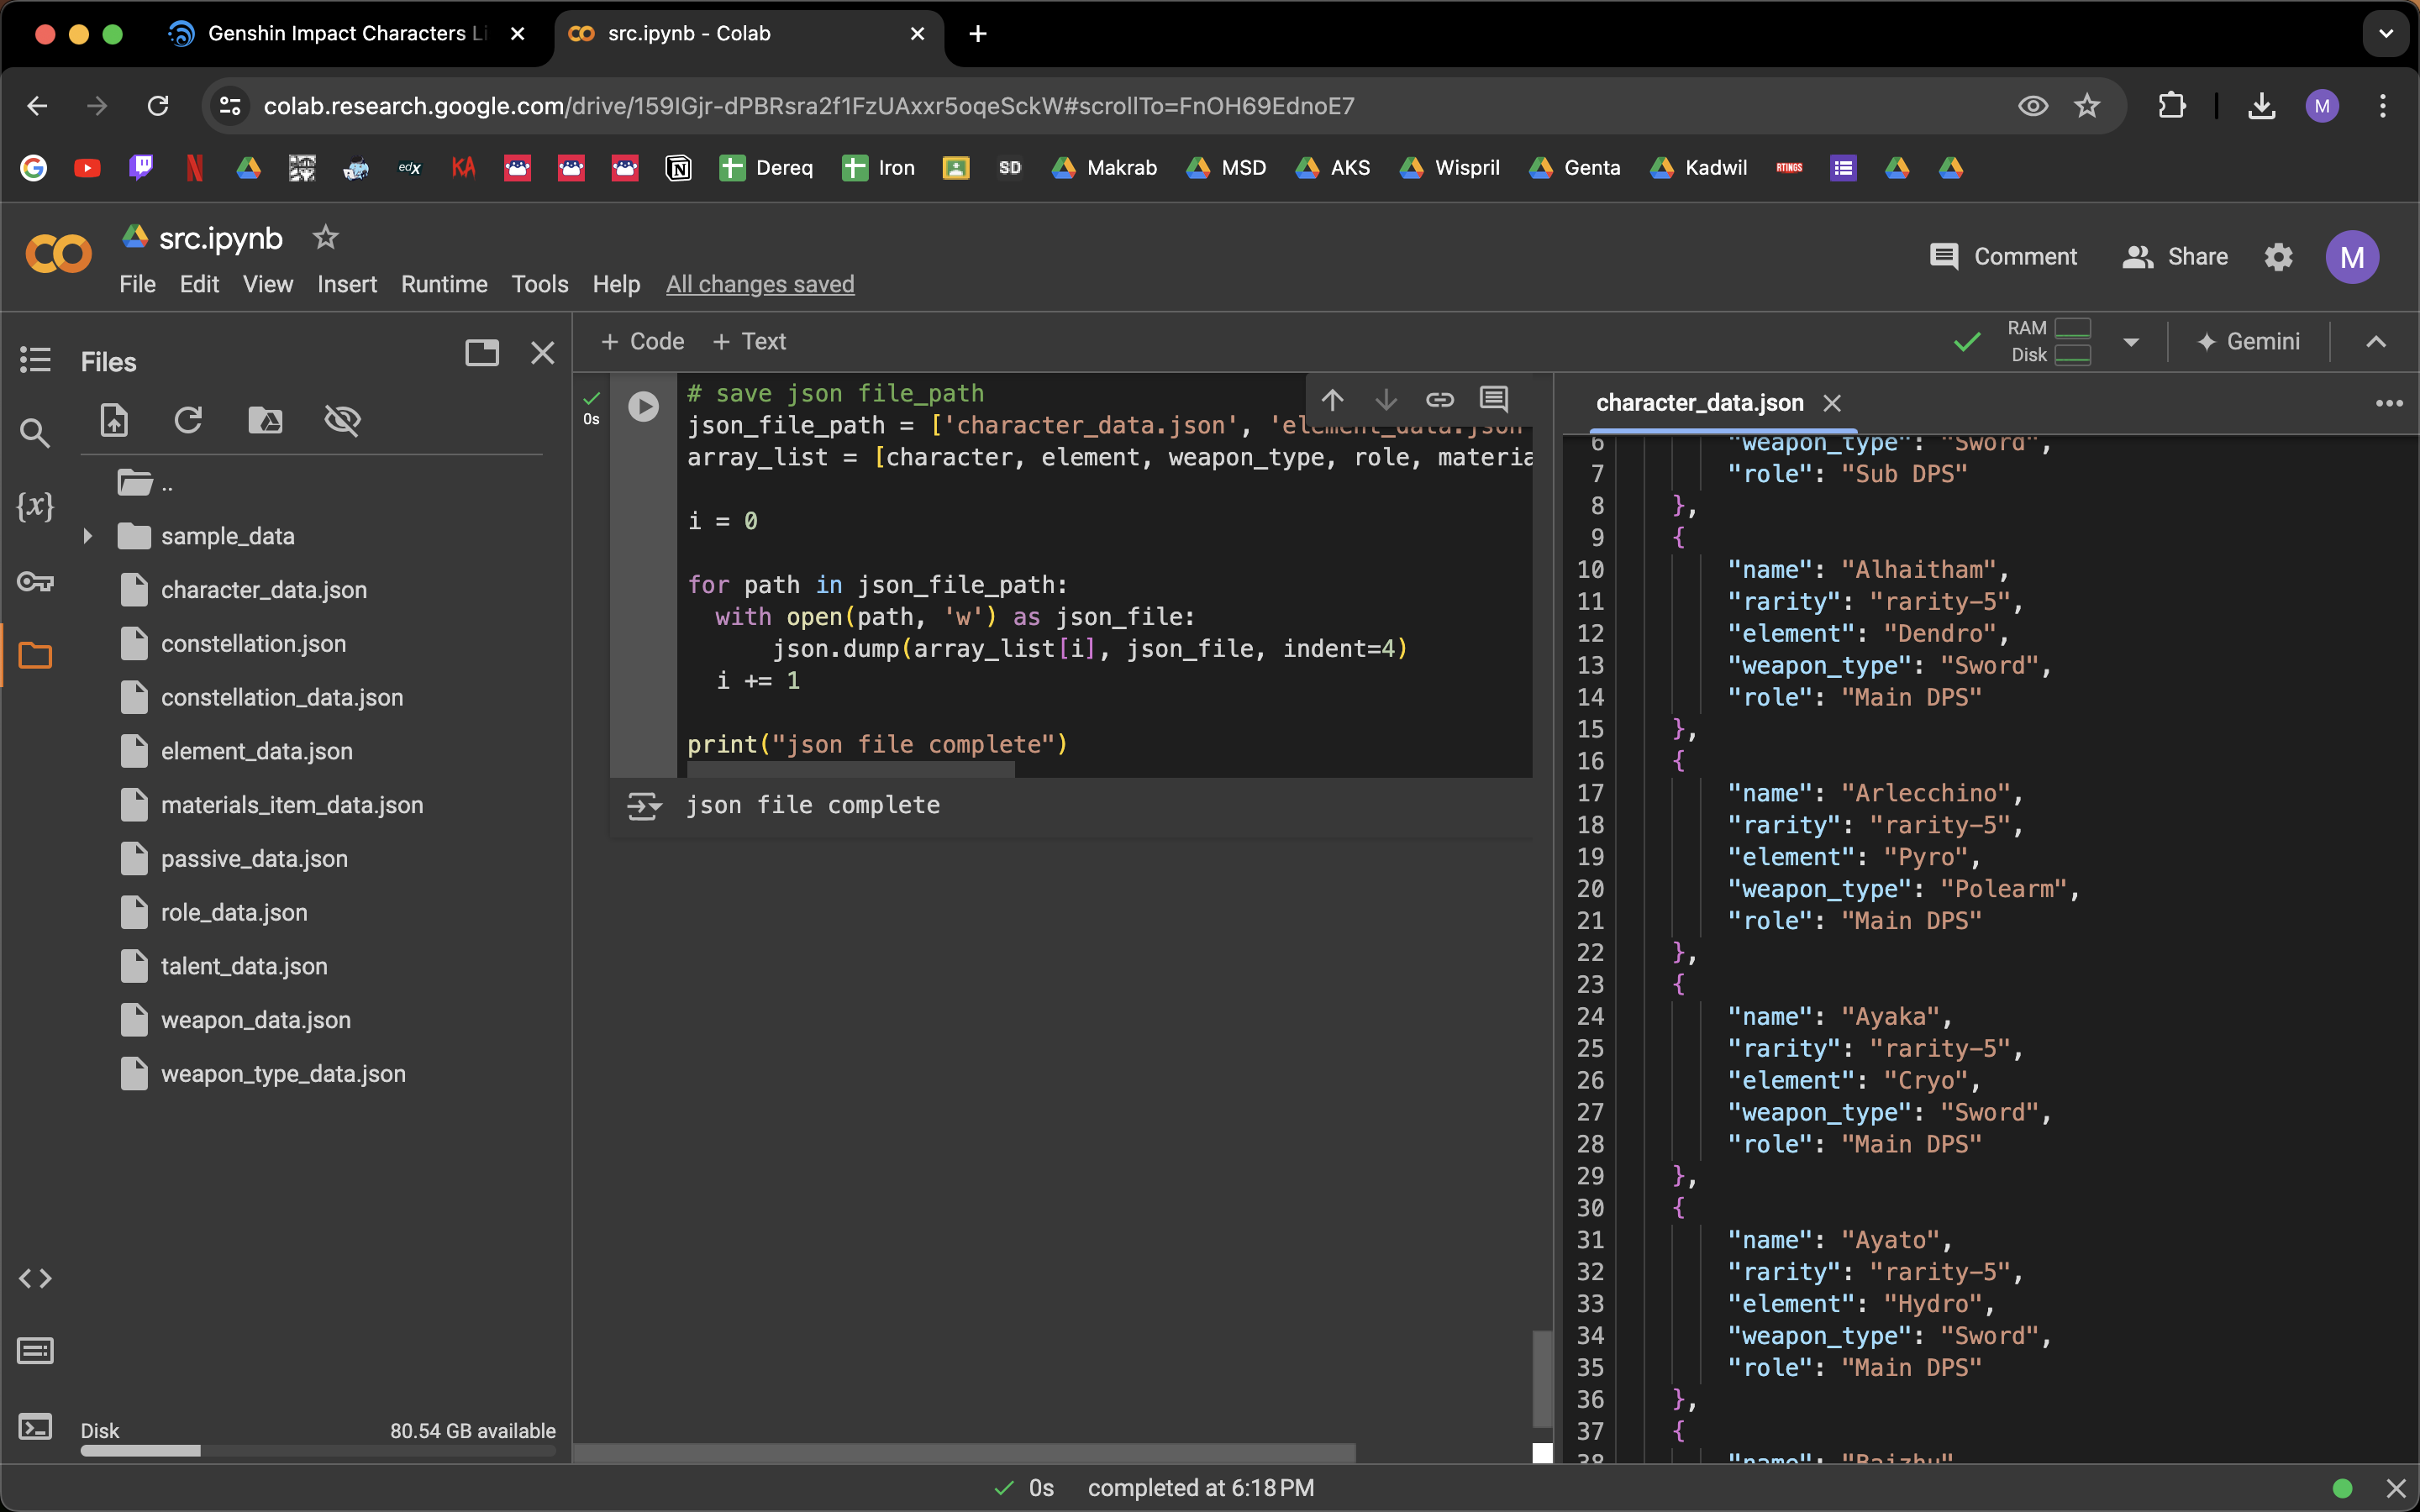 Genshin Impact Characters Li
src.ipynb - Colab
colab.research.google.com/drive/159IGjr-dPBRsra2f1FzUAxxr5oqeSckW#scrollTo=FnOH69EdnoE7
M
edx
KA
Dereq
Iron
SD
Makrab
MSD
AKS
Wispril
Genta
Kadwil
RTINGS
src.ipynb
File Edit View Insert Runtime Tools Help All changes saved
Comment
Share
M
Files
+ Code + Text
RAM
Disk
Gemini
..
sample_data
character_data.json
constellation.json
constellation_data.json
element_data.json
materials_item_data.json
passive_data.json
role_data.json
talent_data.json
weapon_data.json
weapon_type_data.json
Disk 80.54 GB available
0s
# save json file_path
json_file_path = ['character_data.json', 'element_data.json
array_list = [character, element, weapon_type, role, materia
i = 0
for path in json_file_path:
with open(path, 'w') as json_file:
json.dump(array_list[i], json_file, indent=4)
i += 1
print("json file complete")
json file complete
character_data.json
6 "weapon_type": "Sword",
7 "role": "Sub DPS"
8 },
9 {
10 "name": "Alhaitham",
11 "rarity": "rarity-5",
12 "element": "Dendro",
13 "weapon_type": "Sword",
14 "role": "Main DPS"
15 },
16 {
17 "name": "Arlecchino",
18 "rarity": "rarity-5",
19 "element": "Pyro",
20 "weapon_type": "Polearm",
21 "role": "Main DPS"
22 },
23 {
24 "name": "Ayaka",
25 "rarity": "rarity-5",
26 "element": "Cryo",
27 "weapon_type": "Sword",
28 "role": "Main DPS"
29 },
30 {
31 "name": "Ayato",
32 "rarity": "rarity-5",
33 "element": "Hydro",
34 "weapon_type": "Sword",
35 "role": "Main DPS"
36 },
37 {
38 "name": "Baizhu"
0s completed at 6:18 PM